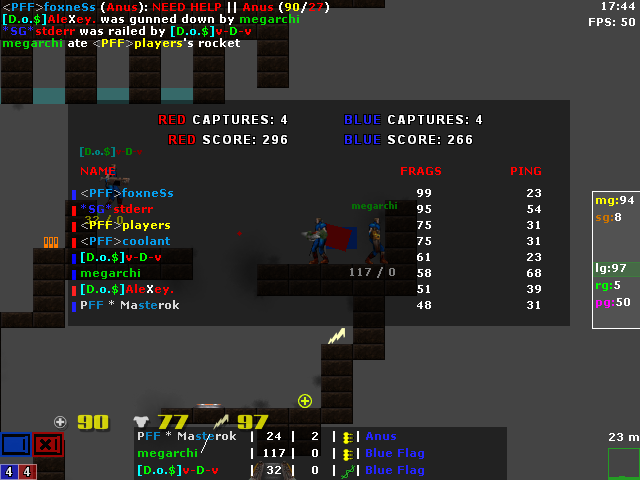 <PFF>foxneSs (Anus): NEED HELP || Anus (90/27)
17:44
[D.o.$]AleXey. was gunned down by megarchi
FPS: 50
*SG*stderr was railed by [D.o.$]v-D-v
megarchi ate <PFF>players's rocket
RED CAPTURES: 4 BLUE CAPTURES: 4
RED SCORE: 296 BLUE SCORE: 266
[D.o.$]v-D-v
NAME FRAGS PING
<PFF>foxneSs 99 23
*SG*stderr 95 54
32 / 0
<PFF>players 75 31
megarchi
<PFF>coolant 75 31
[D.o.$]v-D-v 61 23
megarchi 58 68
117 / 0
[D.o.$]AleXey. 51 39
PFF * Masterok 48 31
mg:94
sg:8
lg:97
rg:5
pg:50
90 77 97
PFF * Masterok | 24 | 2 | Anus
megarchi | 117 | 0 | Blue Flag
[D.o.$]v-D-v | 32 | 0 | Blue Flag
23 m
4 4